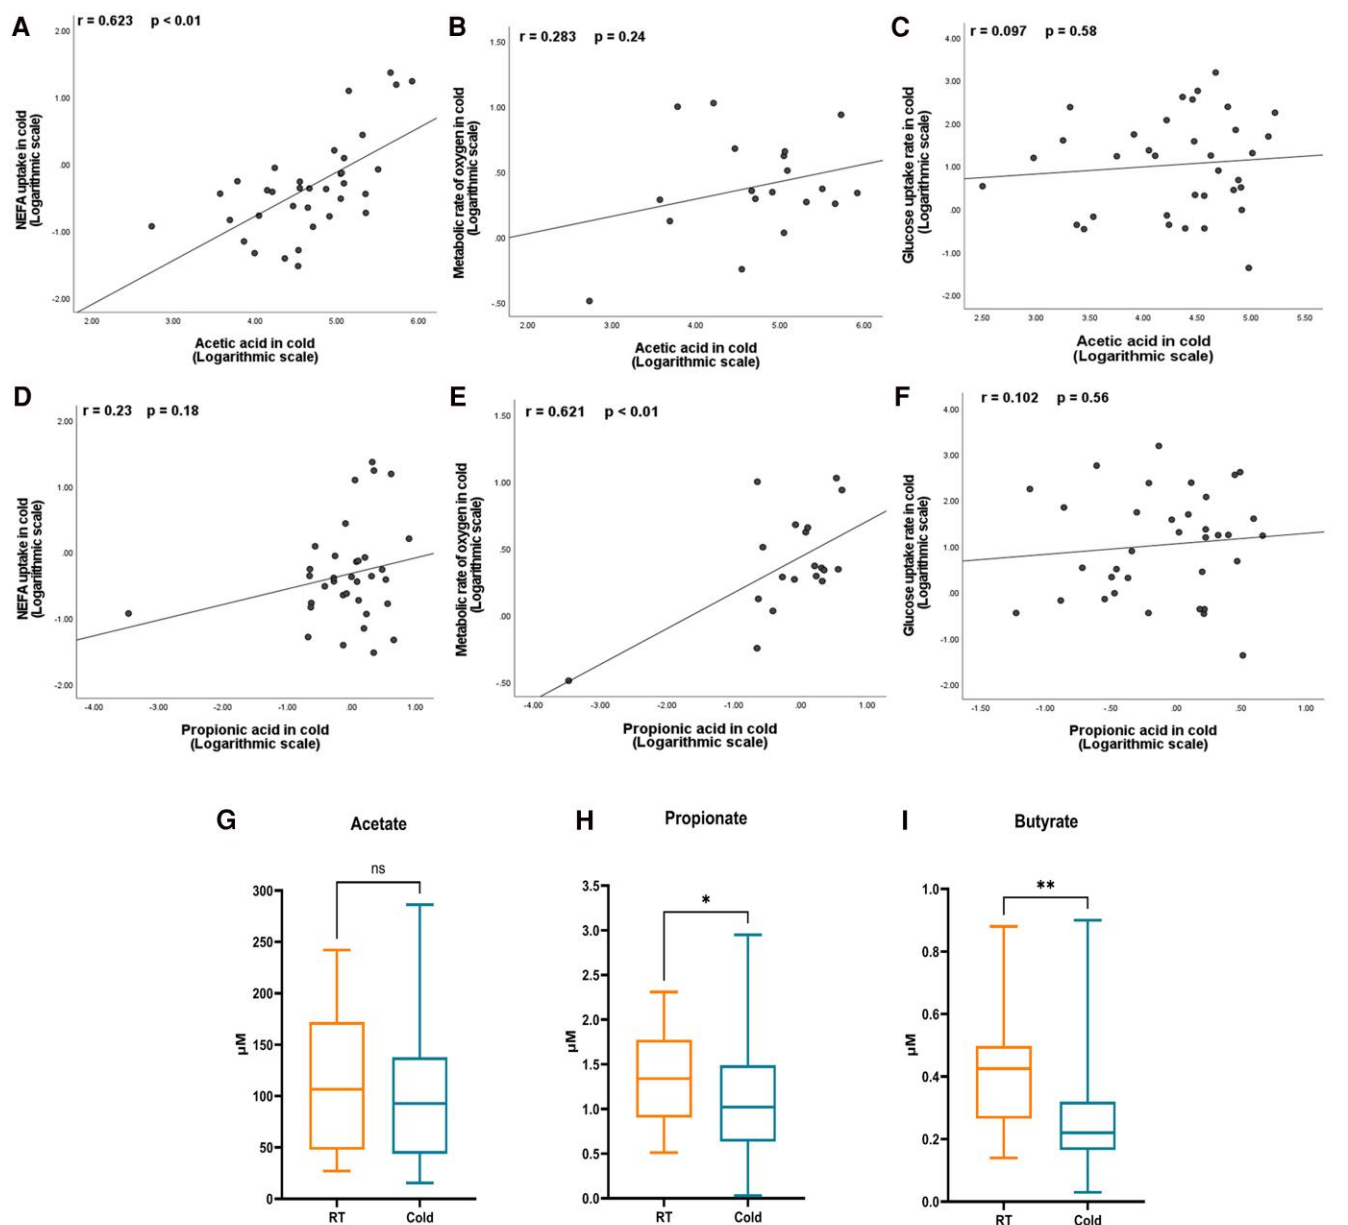 A
r = 0.623 p < 0.01
2.00
1.00
.00
-1.00
-2.00
NEFA uptake in cold
(Logarithmic scale)
2.00 3.00 4.00 5.00 6.00
Acetic acid in cold
(Logarithmic scale)
B
r = 0.283 p = 0.24
1.50
1.00
.50
.00
-.50
Metabolic rate of oxygen in cold
(Logarithmic scale)
2.00 3.00 4.00 5.00 6.00
Acetic acid in cold
(Logarithmic scale)
C
r = 0.097 p = 0.58
4.00
3.00
2.00
1.00
.00
-1.00
-2.00
Glucose uptake rate in cold
(Logarithmic scale)
2.50 3.00 3.50 4.00 4.50 5.00 5.50
Acetic acid in cold
(Logarithmic scale)
D
r = 0.23 p = 0.18
2.00
1.00
.00
-1.00
-2.00
NEFA uptake in cold
(Logarithmic scale)
-4.00 -3.00 -2.00 -1.00 .00 1.00
Propionic acid in cold
(Logarithmic scale)
E
r = 0.621 p < 0.01
1.50
1.00
.50
.00
-.50
Metabolic rate of oxygen in cold
(Logarithmic scale)
-4.00 -3.00 -2.00 -1.00 .00 1.00
Propionic acid in cold
(Logarithmic scale)
F
r = 0.102 p = 0.56
4.00
3.00
2.00
1.00
.00
-1.00
-2.00
Glucose uptake rate in cold
(Logarithmic scale)
-1.50 -1.00 -.50 .00 .50 1.00
Propionic acid in cold
(Logarithmic scale)
G
Acetate
ns
300
250
200
150
100
50
0
µM
RT Cold
H
Propionate
*
3.5
3.0
2.5
2.0
1.5
1.0
0.5
0.0
µM
RT Cold
I
Butyrate
**
1.0
0.8
0.6
0.4
0.2
0.0
µM
RT Cold